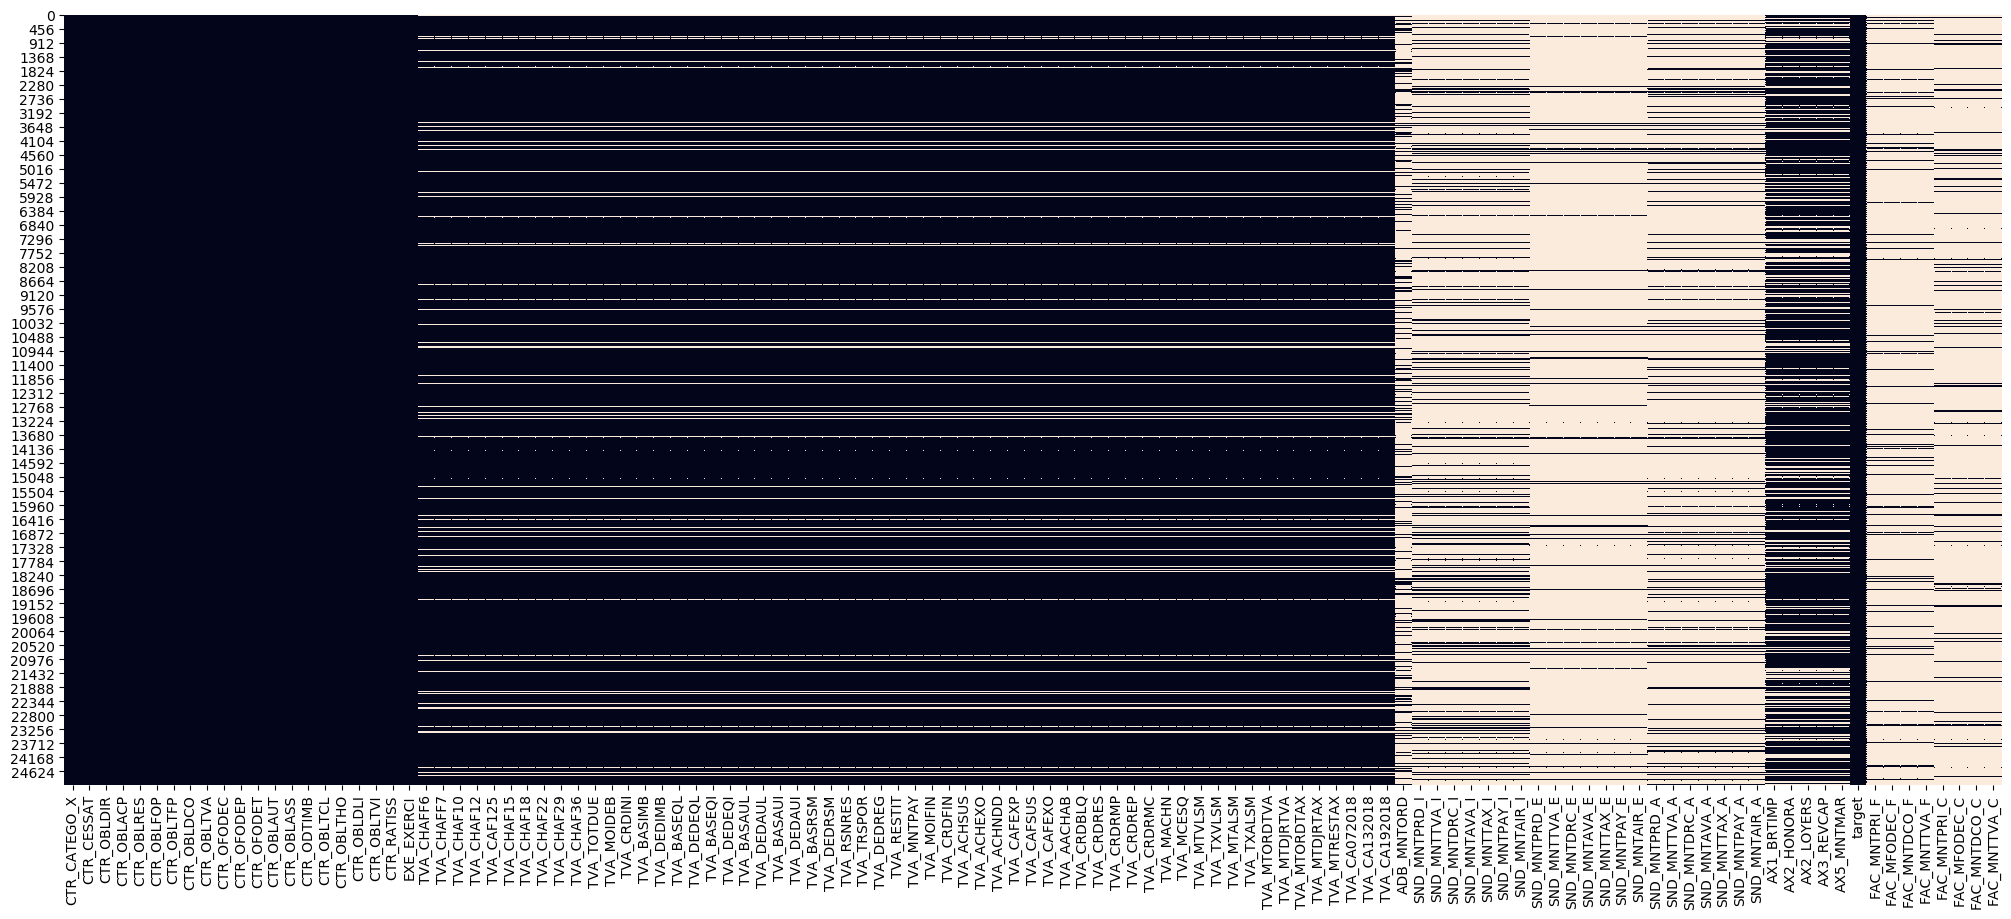 0
456
912
1368
1824
2280
2736
3192
3648
4104
4560
5016
5472
5928
6384
6840
7296
7752
8208
8664
9120
9576
10032
10488
10944
11400
11856
12312
12768
13224
13680
14136
14592
15048
15504
15960
16416
16872
17328
17784
18240
18696
19152
19608
20064
20520
20976
21432
21888
22344
22800
23256
23712
24168
24624
CTR_CATEGO_X
CTR_CESSAT
CTR_OBLDIR
CTR_OBLACP
CTR_OBLRES
CTR_OBLFOP
CTR_OBLTFP
CTR_OBLDCO
CTR_OBLTVA
CTR_OFODEC
CTR_OFODEP
CTR_OFODET
CTR_OBLAUT
CTR_OBLASS
CTR_ODTIMB
CTR_OBLTCL
CTR_OBLTHO
CTR_OBLDLI
CTR_OBLTVI
CTR_RATISS
EXE_EXERCI
TVA_CHAFF6
TVA_CHAFF7
TVA_CHAF10
TVA_CHAF12
TVA_CAF125
TVA_CHAF15
TVA_CHAF18
TVA_CHAF22
TVA_CHAF29
TVA_CHAF36
TVA_TOTDUE
TVA_MOIDEB
TVA_CRDINI
TVA_BASIMB
TVA_DEDIMB
TVA_BASEQL
TVA_DEDEQL
TVA_BASEQI
TVA_DEDEQI
TVA_BASAUL
TVA_DEDAUL
TVA_BASAUI
TVA_DEDAUI
TVA_BASRSM
TVA_DEDRSM
TVA_RSNRES
TVA_TRSPOR
TVA_DEDREG
TVA_RESTIT
TVA_MNTPAY
TVA_MOIFIN
TVA_CRDFIN
TVA_ACHSUS
TVA_ACHEXO
TVA_ACHNDD
TVA_CAFEXP
TVA_CAFSUS
TVA_CAFEXO
TVA_AACHAB
TVA_CRDBLQ
TVA_CRDRES
TVA_CRDRMP
TVA_CRDREP
TVA_CRDRMC
TVA_MACHN
TVA_MCESQ
TVA_MTVLSM
TVA_TXVLSM
TVA_MTALSM
TVA_TXALSM
TVA_MTORDTVA
TVA_MTDJRTVA
TVA_MTORDTAX
TVA_MTDJRTAX
TVA_MTRESTAX
TVA_CA072018
TVA_CA132018
TVA_CA192018
ADB_MNTORD
SND_MNTPRD_I
SND_MNTTVA_I
SND_MNTDRC_I
SND_MNTAVA_I
SND_MNTTAX_I
SND_MNTPAY_I
SND_MNTAIR_I
SND_MNTPRD_E
SND_MNTTVA_E
SND_MNTDRC_E
SND_MNTAVA_E
SND_MNTTAX_E
SND_MNTPAY_E
SND_MNTAIR_E
SND_MNTPRD_A
SND_MNTTVA_A
SND_MNTDRC_A
SND_MNTAVA_A
SND_MNTTAX_A
SND_MNTPAY_A
SND_MNTAIR_A
AX1_BRTIMP
AX2_HONORA
AX2_LOYERS
AX3_REVCAP
AX5_MNTMAR
target
FAC_MNTPRI_F
FAC_MFODEC_F
FAC_MNTDCO_F
FAC_MNTTVA_F
FAC_MNTPRI_C
FAC_MFODEC_C
FAC_MNTDCO_C
FAC_MNTTVA_C